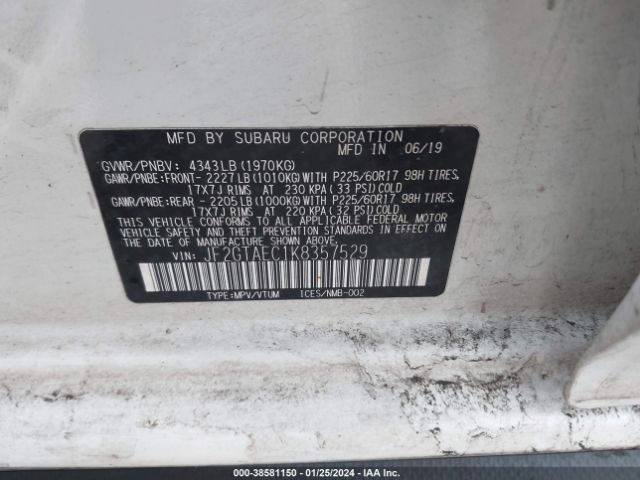 MFD BY SUBARU CORPORATION
MFD IN 06/19
GVWR/PNBV: 4343LB(1970KG)
GAWR/PNBE:FRONT- 2227LB(1010KG)WITH P225/60R17 98H TIRES,
17X7J RIMS AT 230 KPA(33 PSI)COLD
GAWR/PNBE:REAR - 2205LB(1000KG)WITH P225/60R17 98H TIRES,
17X7J RIMS AT 220 KPA(32 PSI)COLD
THIS VEHICLE CONFORMS TO ALL APPLICABLE FEDERAL MOTOR
VEHICLE SAFETY AND THEFT PREVENTION STANDARDS IN EFFECT ON
THE DATE OF MANUFACTURE SHOWN ABOVE.
VIN: JF2GTAEC1K8357529
TYPE:MPV/VTUM ICES/NMB-002
000-38581150 - 01/25/2024 - IAA Inc.